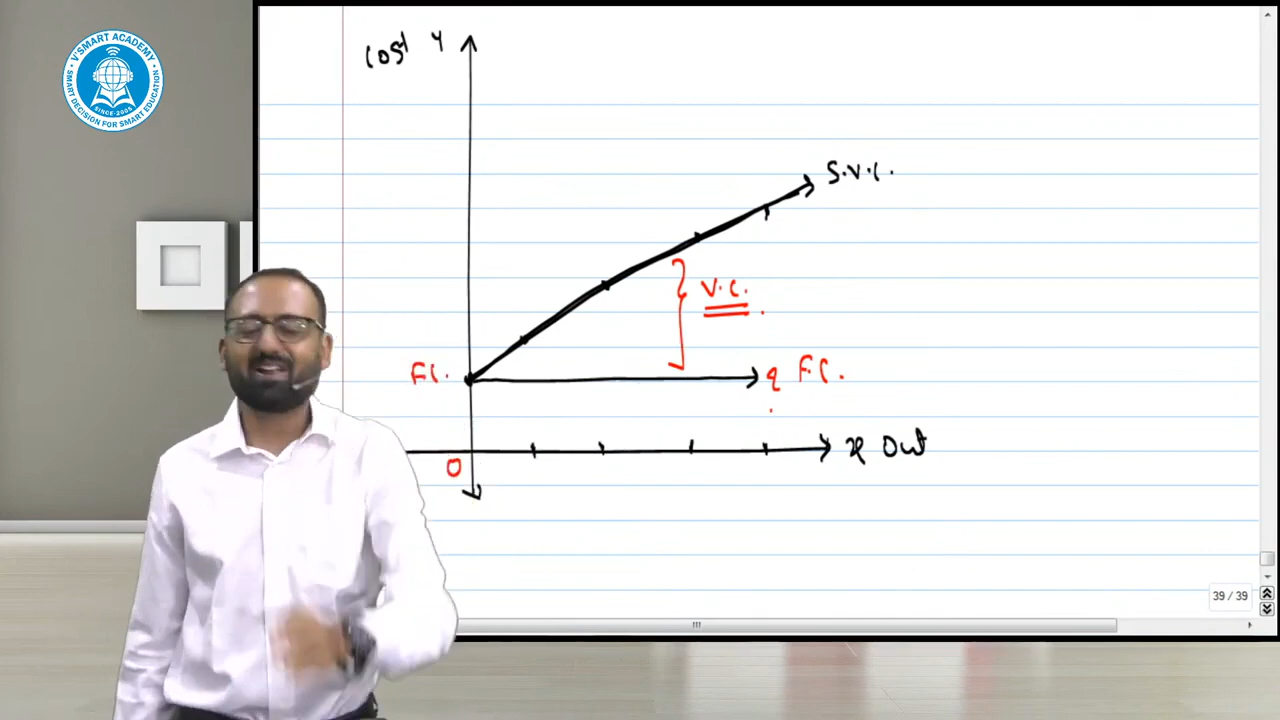 V'SMART ACADEMY
SMART DECISION FOR SMART EDUCATION
SINCE-2005
Cost Y
S.V.C.
V.C.
F.C.
q F.C.
O
x Out
39 / 39